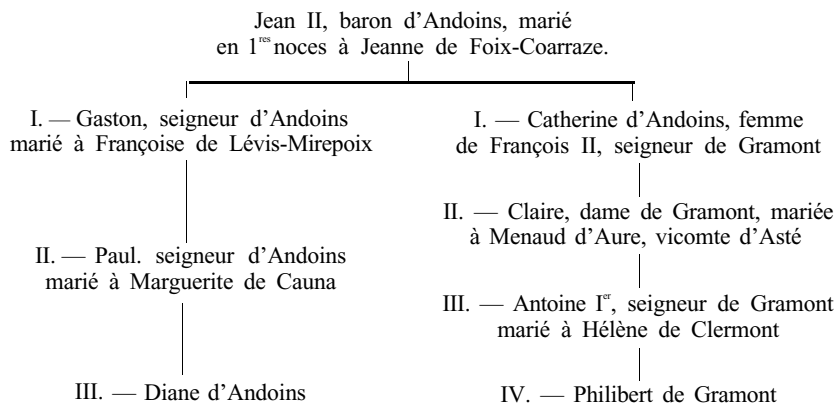 Jean II, baron d'Andoins, marié
en 1res noces à Jeanne de Foix-Coarraze.
I. — Gaston, seigneur d'Andoins
marié à Françoise de Lévis-Mirepoix
I. — Catherine d'Andoins, femme
de François II, seigneur de Gramont
II. — Claire, dame de Gramont, mariée
à Menaud d'Aure, vicomte d'Asté
II. — Paul. seigneur d'Andoins
marié à Marguerite de Cauna
III. — Antoine Ier, seigneur de Gramont
marié à Hélène de Clermont
III. — Diane d'Andoins
IV. — Philibert de Gramont